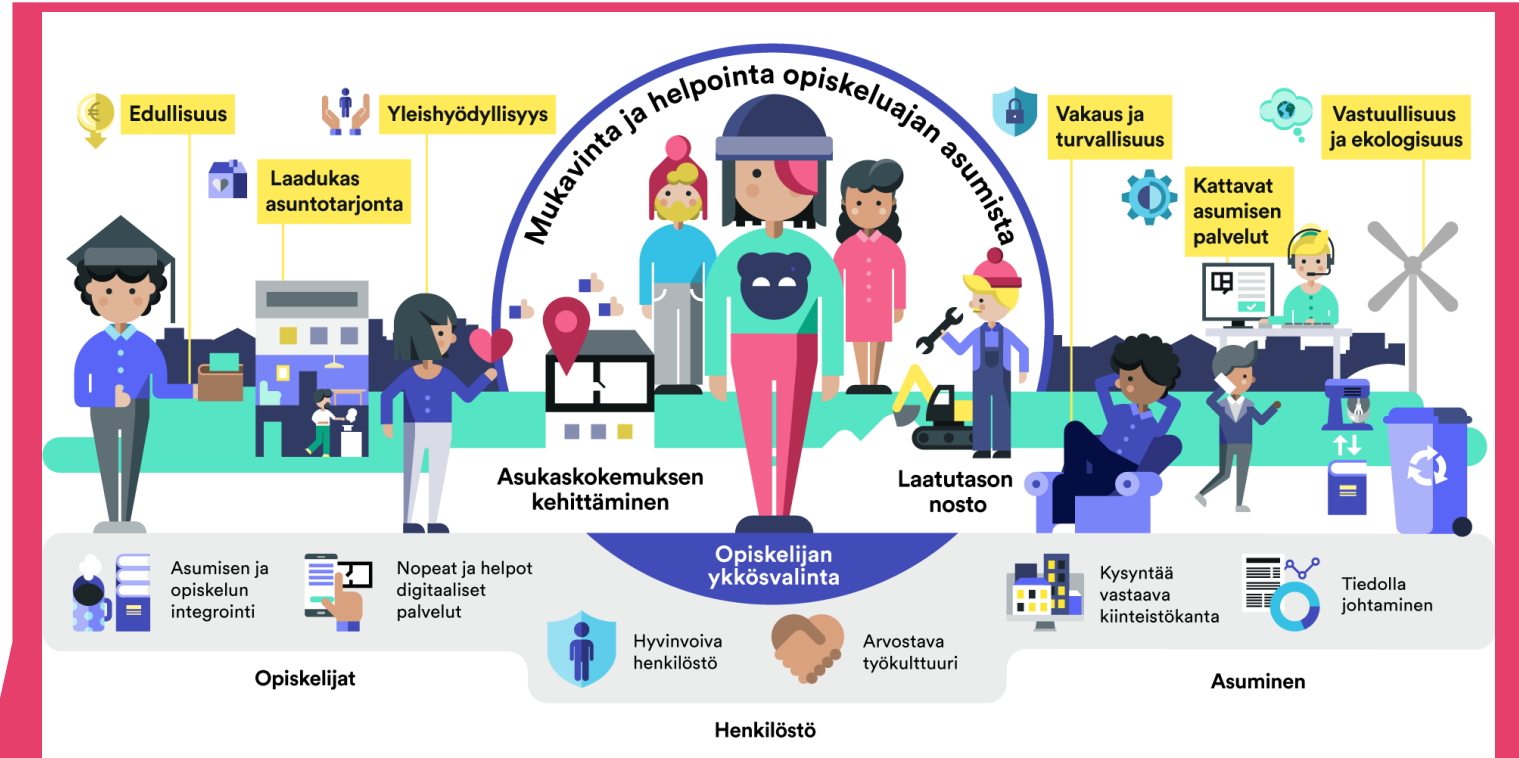 Mukavinta ja helpointa opiskeluajan asumista
Edullisuus
Yleishyödyllisyys
Laadukas
asuntotarjonta
Vakaus ja
turvallisuus
Vastuullisuus
ja ekologisuus
Kattavat
asumisen
palvelut
Asukaskokemuksen
kehittäminen
Laatutason
nosto
Opiskelijan
ykkösvalinta
Asumisen ja
opiskelun
integrointi
Nopeat ja helpot
digitaaliset
palvelut
Hyvinvoiva
henkilöstö
Arvostava
työkulttuuri
Kysyntää
vastaava
kiinteistökanta
Tiedolla
johtaminen
Opiskelijat
Henkilöstö
Asuminen